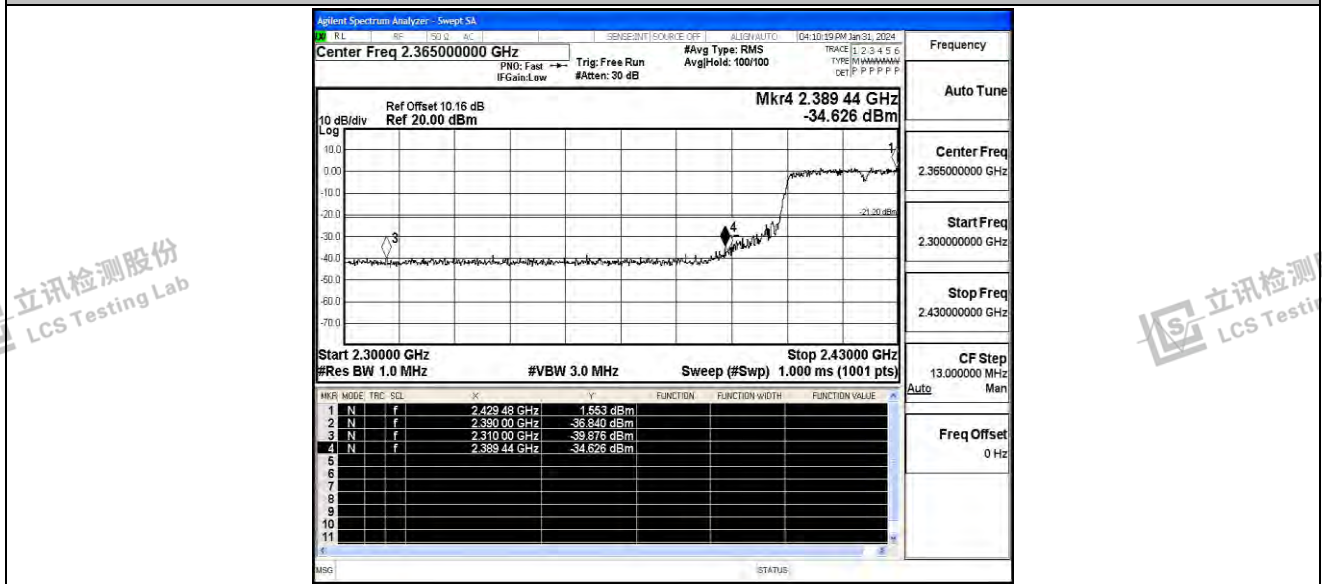 Agilent Spectrum Analyzer - Swept SA
RL RF 50 Ω AC SENSE:INT SOURCE OFF ALIGN AUTO 04:10:19 PM Jan 31, 2024
Center Freq 2.365000000 GHz
#Avg Type: RMS
TRACE 1 2 3 4 5 6
PNO: Fast
Trig: Free Run
Avg|Hold: 100/100
TYPE
IFGain:Low
#Atten: 30 dB
DET P P P P P P
Mkr4 2.389 44 GHz
-34.626 dBm
Ref Offset 10.16 dB
10 dB/div Ref 20.00 dBm
Log
10.0
0.00
-10.0
-20.0
-30.0
-40.0
-50.0
-60.0
-70.0
1
-21.20 dBm
4
3
Start 2.30000 GHz
Stop 2.43000 GHz
#Res BW 1.0 MHz
#VBW 3.0 MHz
Sweep (#Swp) 1.000 ms (1001 pts)
MKR MODE TRC SCL X Y FUNCTION FUNCTION WIDTH FUNCTION VALUE
1 N f 2.429 48 GHz 1.553 dBm
2 N f 2.390 00 GHz -36.840 dBm
3 N f 2.310 00 GHz -39.876 dBm
4 N f 2.389 44 GHz -34.626 dBm
5
6
7
8
9
10
11
MSG
STATUS
Frequency
Auto Tune
Center Freq
2.365000000 GHz
Start Freq
2.300000000 GHz
Stop Freq
2.430000000 GHz
CF Step
13.000000 MHz
Auto Man
Freq Offset
0 Hz
立讯检测股份
LCS Testing Lab
立讯检测
LCS Testi